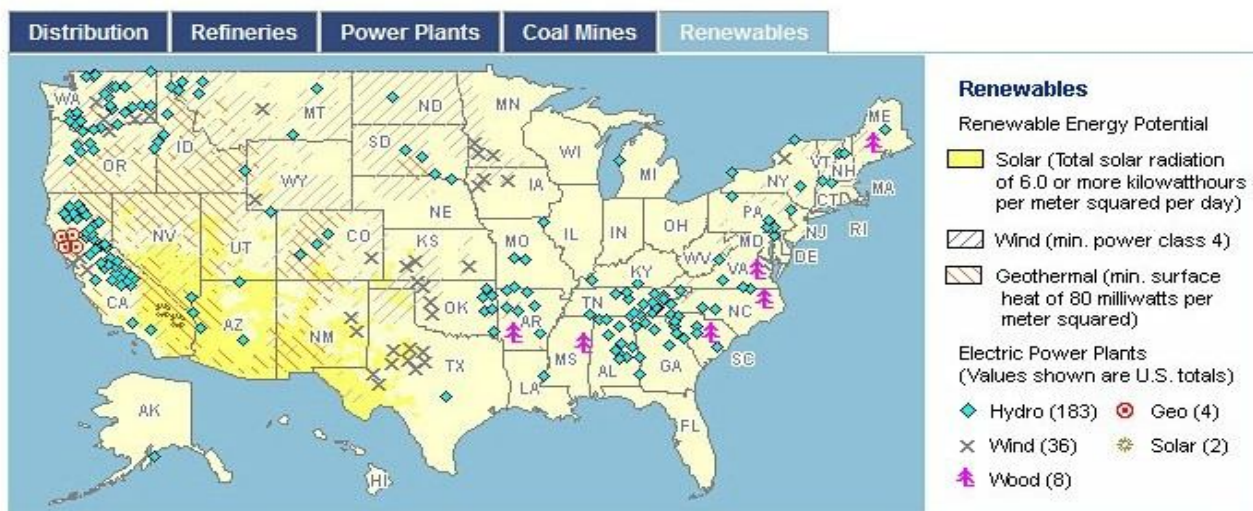 Distribution
Refineries
Power Plants
Coal Mines
Renewables
WA
MT
ND
MN
ME
OR
ID
SD
WI
MI
NY
VT
NH
MA
WY
IA
NE
PA
CT
RI
NJ
NV
UT
CO
KS
MO
IL
IN
OH
MD
DE
WV
VA
KY
CA
AZ
NM
OK
AR
TN
NC
SC
TX
LA
MS
AL
GA
FL
AK
HI
Renewables
Renewable Energy Potential
Solar (Total solar radiation
of 6.0 or more kilowatthours
per meter squared per day)
Wind (min. power class 4)
Geothermal (min. surface
heat of 80 milliwatts per
meter squared)
Electric Power Plants
(Values shown are U.S. totals)
Hydro (183)
Geo (4)
Wind (36)
Solar (2)
Wood (8)